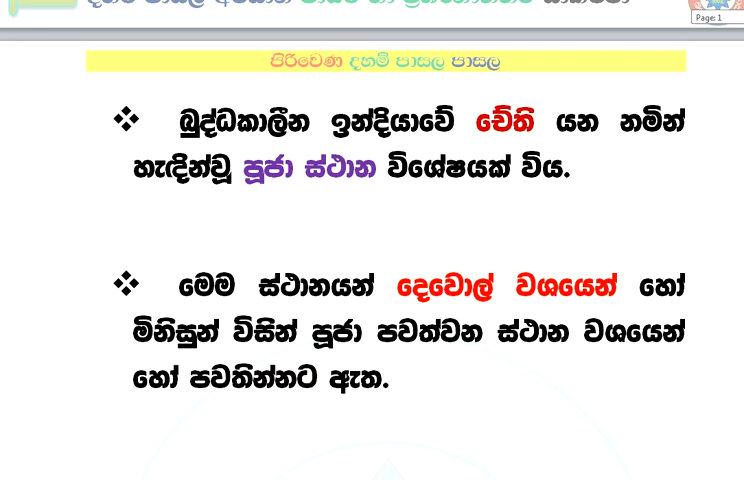 Page: 1
පිරිවෙණ දහම් පාසල පාසල
❖ බුද්ධකාලීන ඉන්දියාවේ චේති යන නමින්
හැඳින්වූ පූජා ස්ථාන විශේෂයක් විය.
❖ මෙම ස්ථානයන් දෙවොල් වශයෙන් හෝ
මිනිසුන් විසින් පූජා පවත්වන ස්ථාන වශයෙන්
හෝ පවතින්නට ඇත.